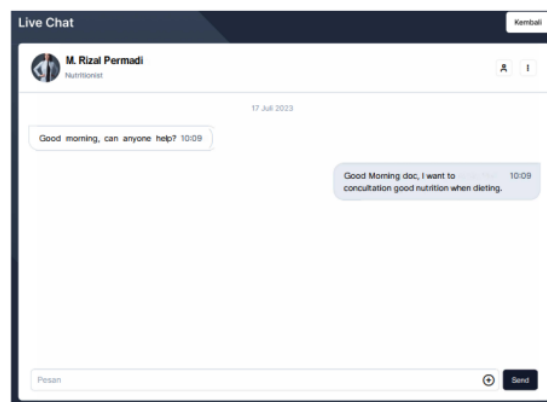 Live Chat
Kembali
M. Rizal Permadi
Nutritionist
17 Juli 2023
Good morning, can anyone help? 10:09
Good Morning doc, I want to 10:09
concultation good nutrition when dieting.
Pesan
Send